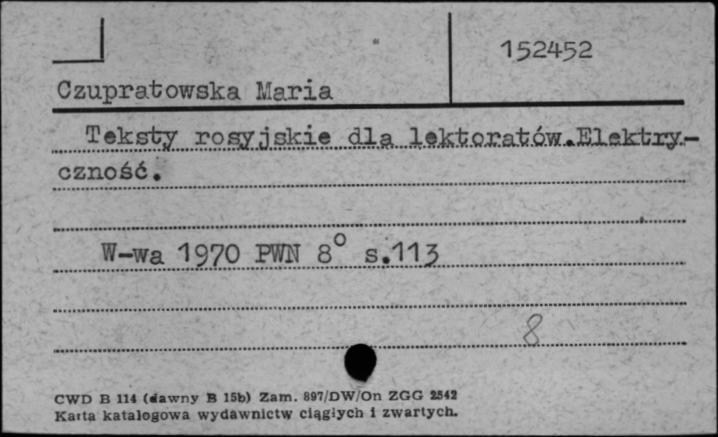 152452
Czupratowska Maria
Teksty rosyjskie dla lektoratów.Elektry-
czność.
W-wa 1970 PWN 8° s.113
8
CWD B 114 (dawny B 15b) Zam. 897/DW/On ZGG 2542
Karta katalogowa wydawnictw ciągłych i zwartych.